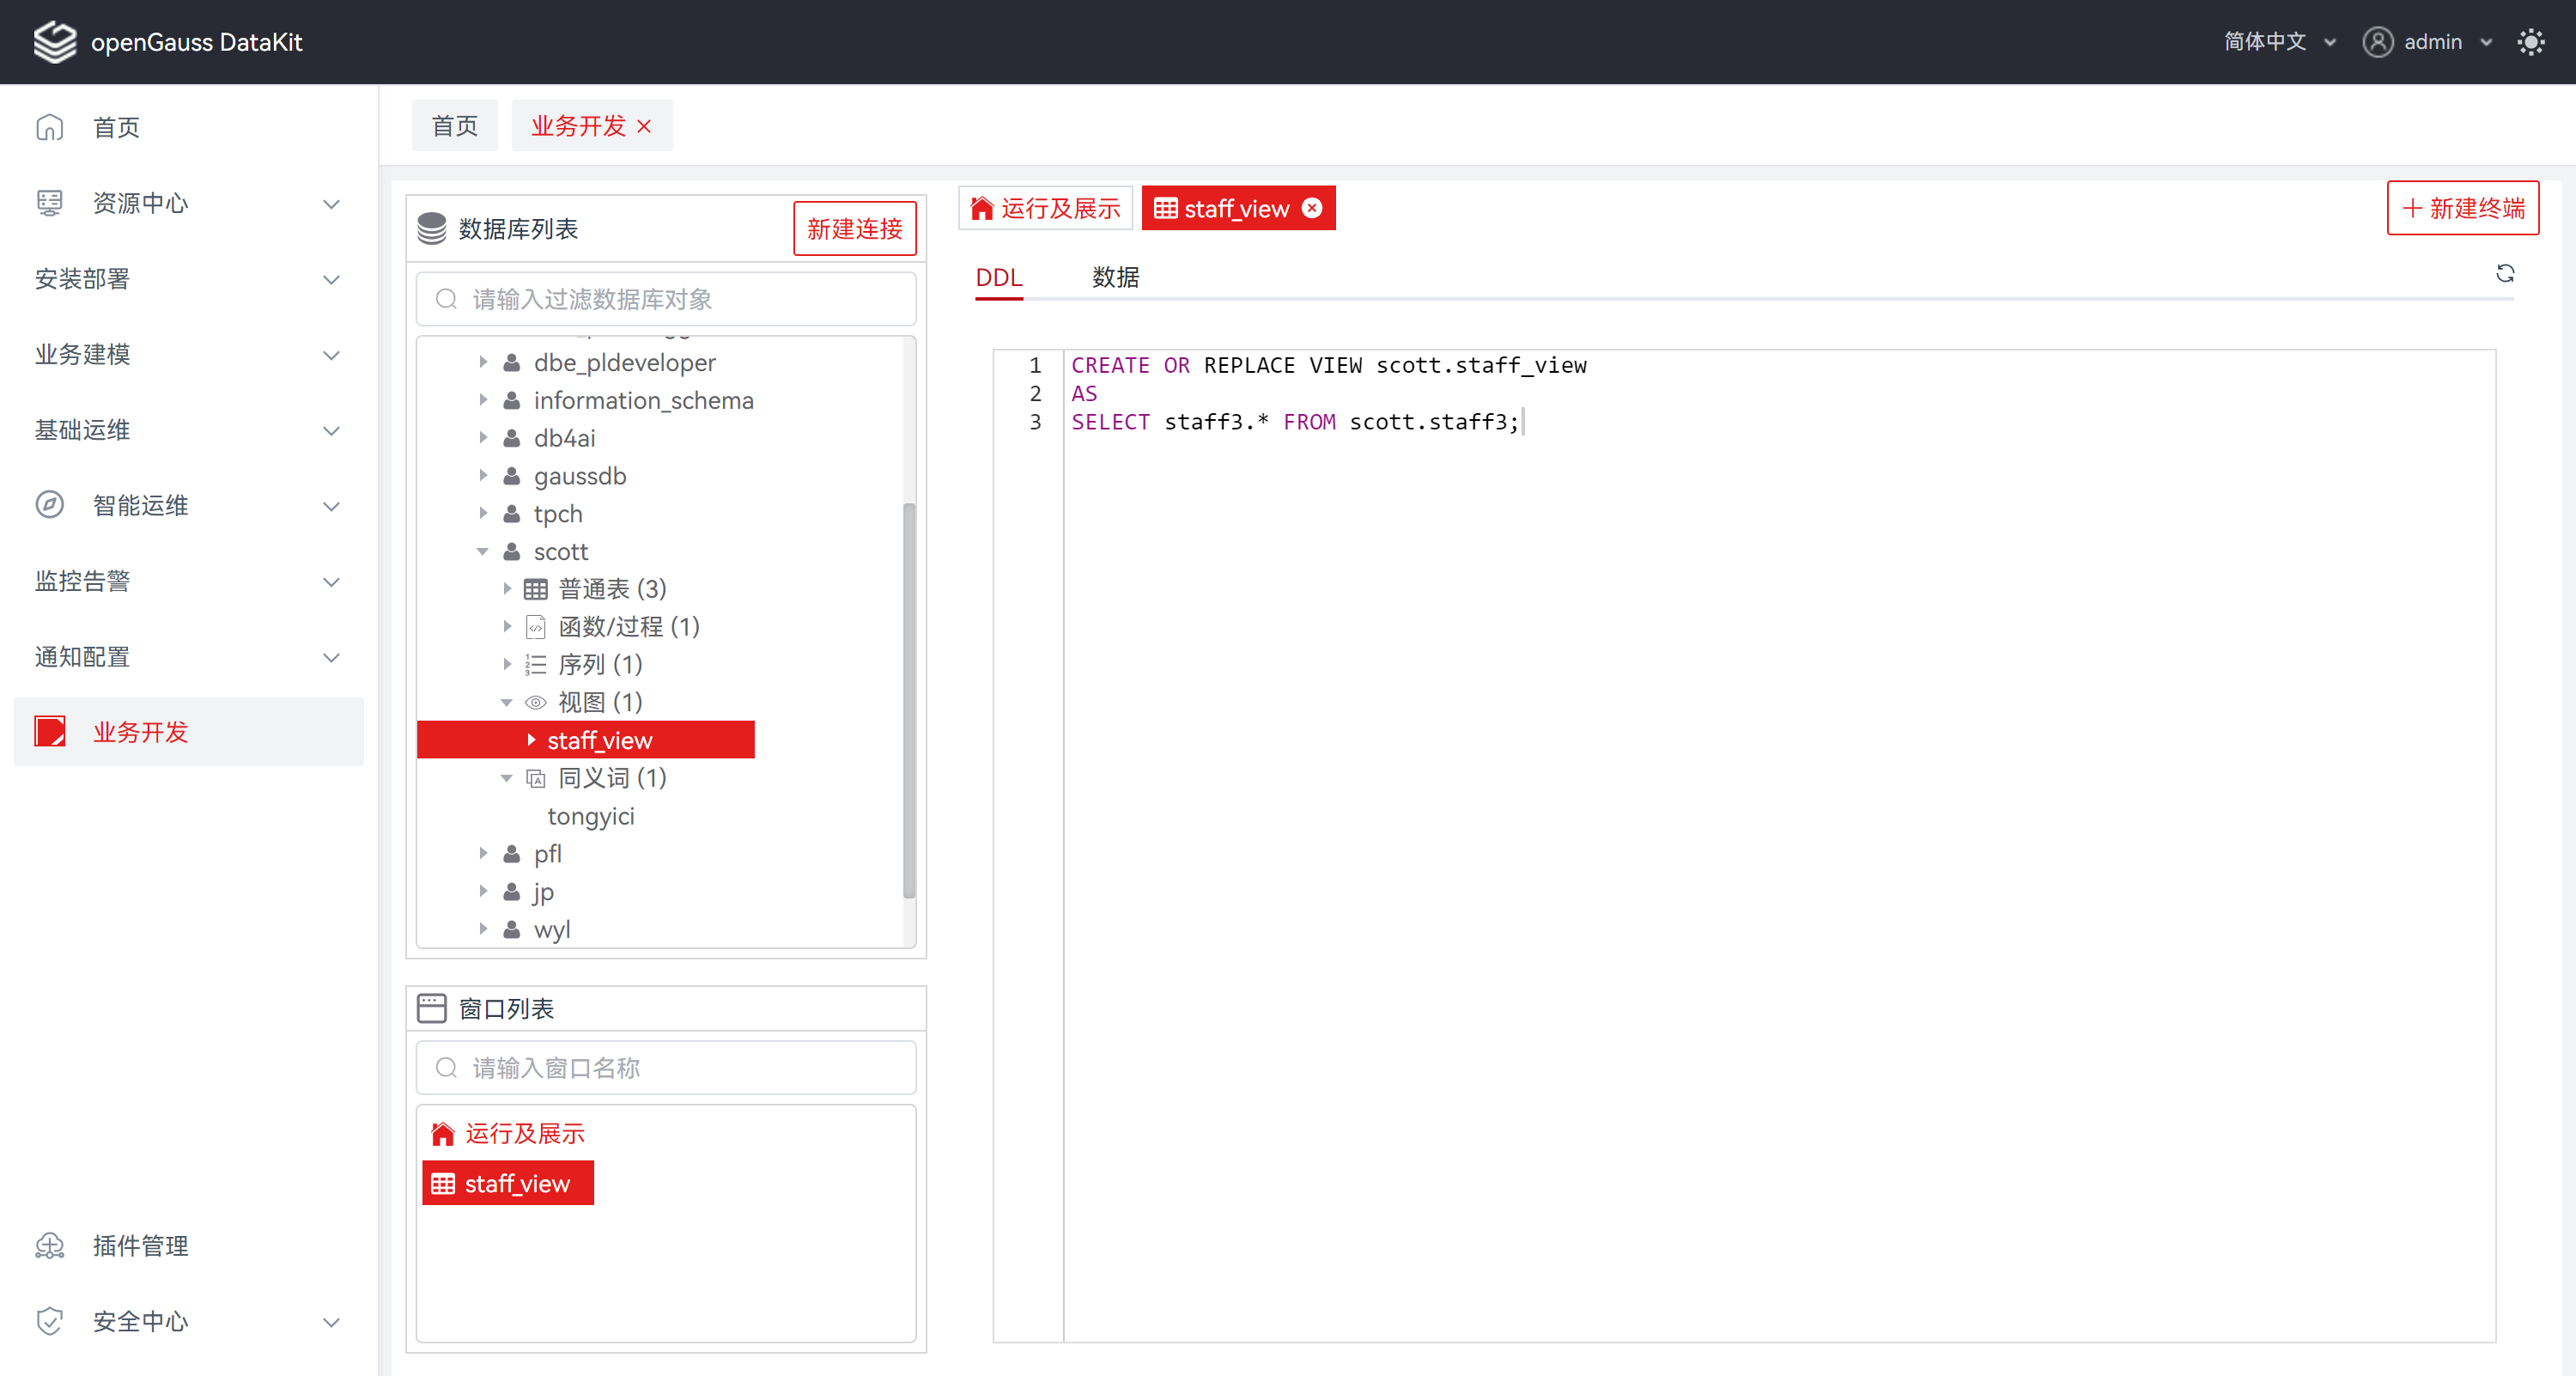 openGauss DataKit
简体中文
admin
首页
资源中心
安装部署
业务建模
基础运维
智能运维
监控告警
通知配置
业务开发
插件管理
安全中心
首页
业务开发
数据库列表
新建连接
请输入过滤数据库对象
dbe_pldeveloper
information_schema
db4ai
gaussdb
tpch
scott
普通表 (3)
函数/过程 (1)
序列 (1)
视图 (1)
staff_view
同义词 (1)
tongyici
pfl
jp
wyl
窗口列表
请输入窗口名称
运行及展示
staff_view
运行及展示
staff_view
新建终端
DDL
数据
1 CREATE OR REPLACE VIEW scott.staff_view
2 AS
3 SELECT staff3.* FROM scott.staff3;